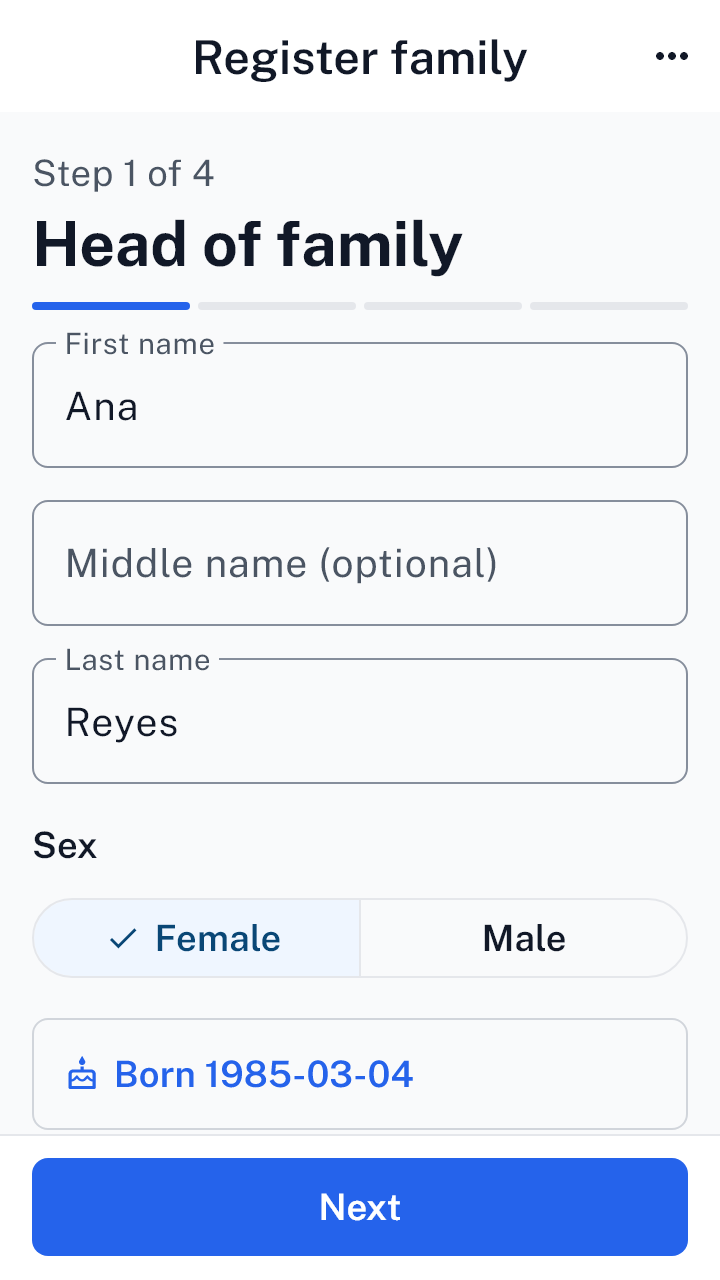 Register family
Step 1 of 4
Head of family
First name
Ana
Middle name (optional)
Last name
Reyes
Sex
Female
Male
Born 1985-03-04
Next